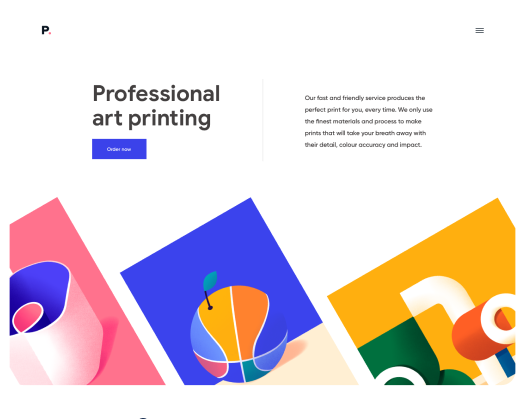 P.
Professional
art printing
Order now
Our fast and friendly service produces the
perfect print for you, every time. We only use
the finest materials and process to make
prints that will take your breath away with
their detail, colour accuracy and impact.